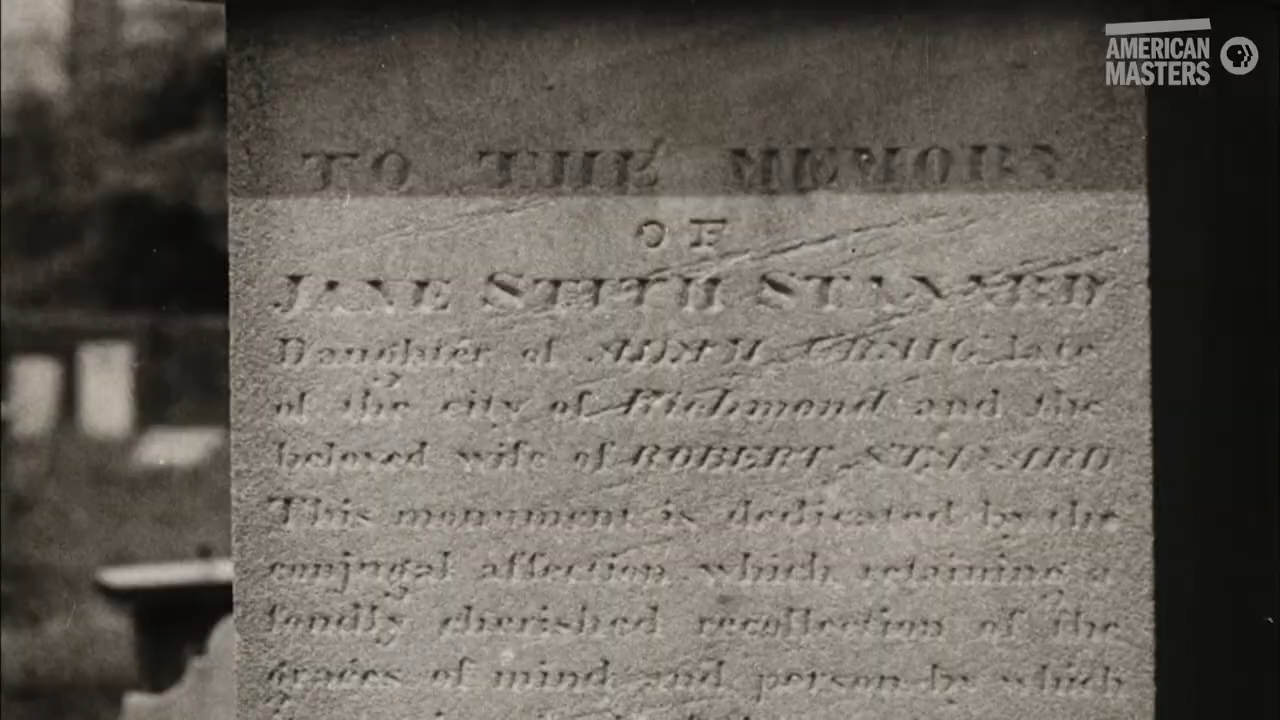 AMERICAN
MASTERS
TO THE MEMORY
OF
JANE STITH STANARD
Daughter of ADAM CRAIG late
of the city of Richmond and the
beloved wife of ROBERT STANARD
This monument is dedicated by the
conjugal affection which retaining a
fondly cherished recollection of the
graces of mind and person by which